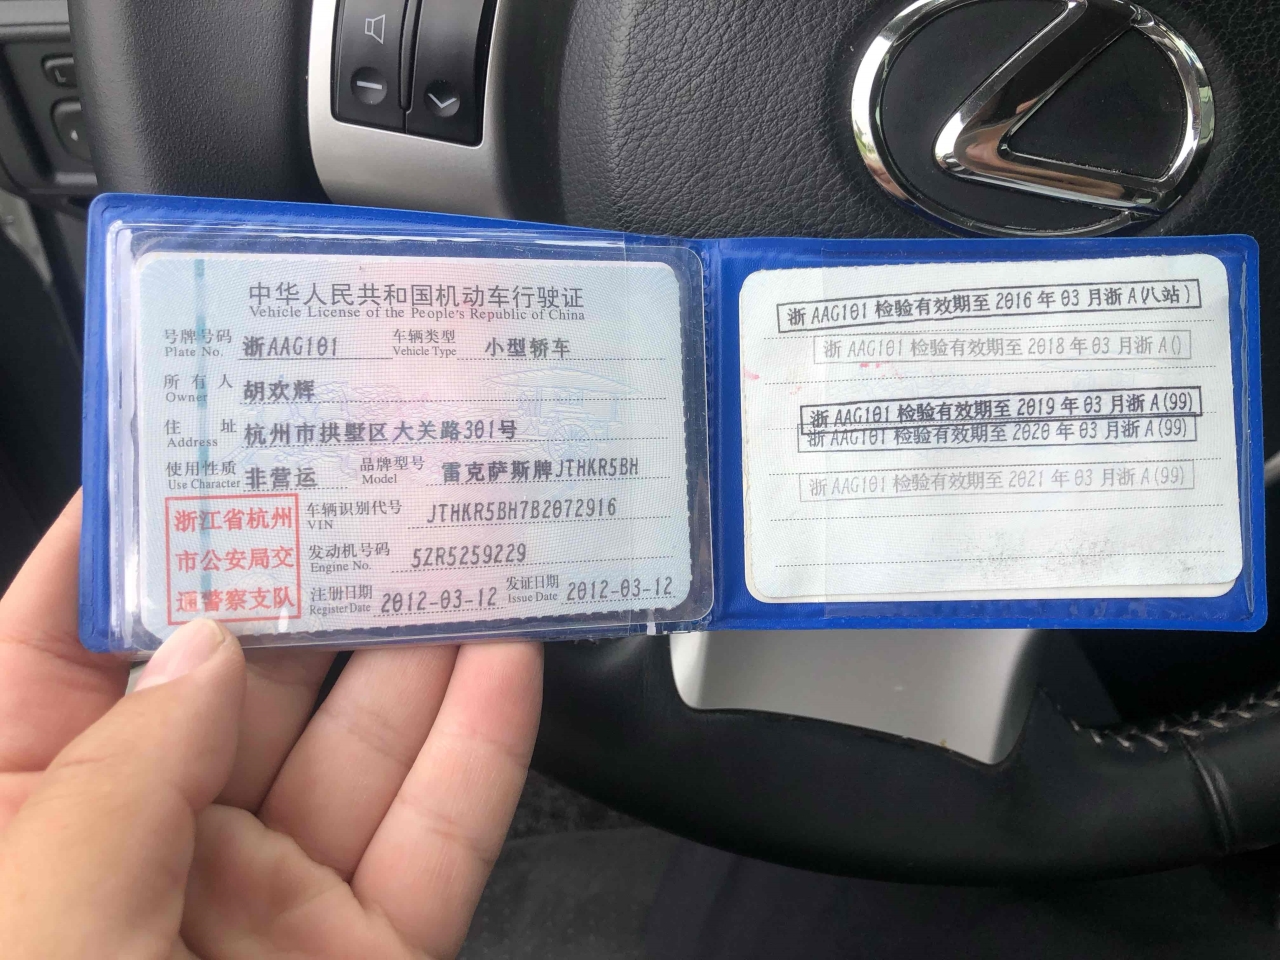 中华人民共和国机动车行驶证
Vehicle License of the People's Republic of China
号牌号码 浙AAG101 车辆类型 小型轿车
Plate No. Vehicle Type
所有人 胡欢辉
Owner
住址 杭州市拱墅区大关路301号
Address
使用性质 非营运 品牌型号 雷克萨斯牌JTHKR5BH
Use Character Model
浙江省杭州
市公安局交
通警察支队
车辆识别代号 JTHKR5BH7B2072916
VIN
发动机号码 5ZR5259229
Engine No.
注册日期 2012-03-12 发证日期 2012-03-12
Register Date Issue Date
浙 AAG101 检验有效期至 2016 年 03 月浙 A(八站)
浙 AAG101 检验有效期至 2018 年 03 月浙 A()
浙 AAG101 检验有效期至 2019 年 03 月浙 A(99)
浙 AAG101 检验有效期至 2020 年 03 月浙 A(99)
浙 AAG101 检验有效期至 2021 年 03 月浙 A(99)